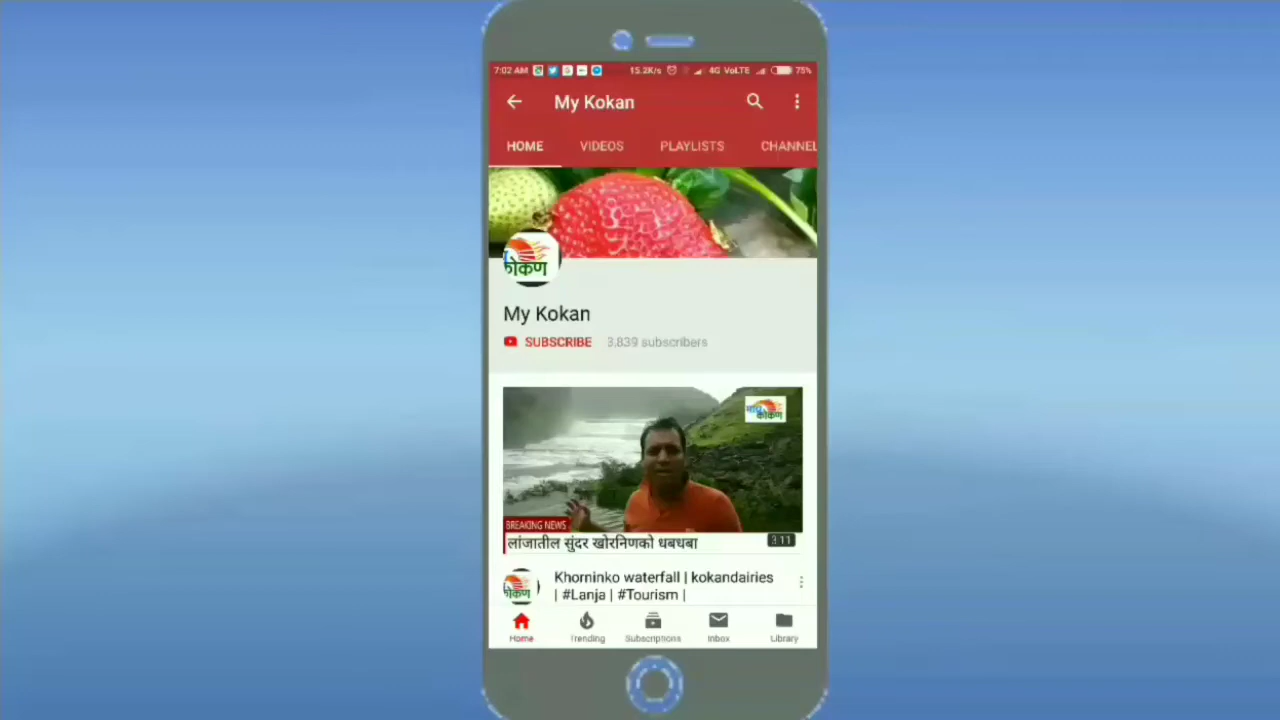 7:02 AM 15.2K/s 4G VoLTE 75%
My Kokan
HOME VIDEOS PLAYLISTS CHANNEL
कोकण
My Kokan
SUBSCRIBE 3,839 subscribers
कोकण
BREAKING NEWS
लांजातील सुंदर खोरनिणको धबधबा
3:11
Khorninko waterfall | kokandairies
| #Lanja | #Tourism |
कोकण
Home Trending Subscriptions Inbox Library